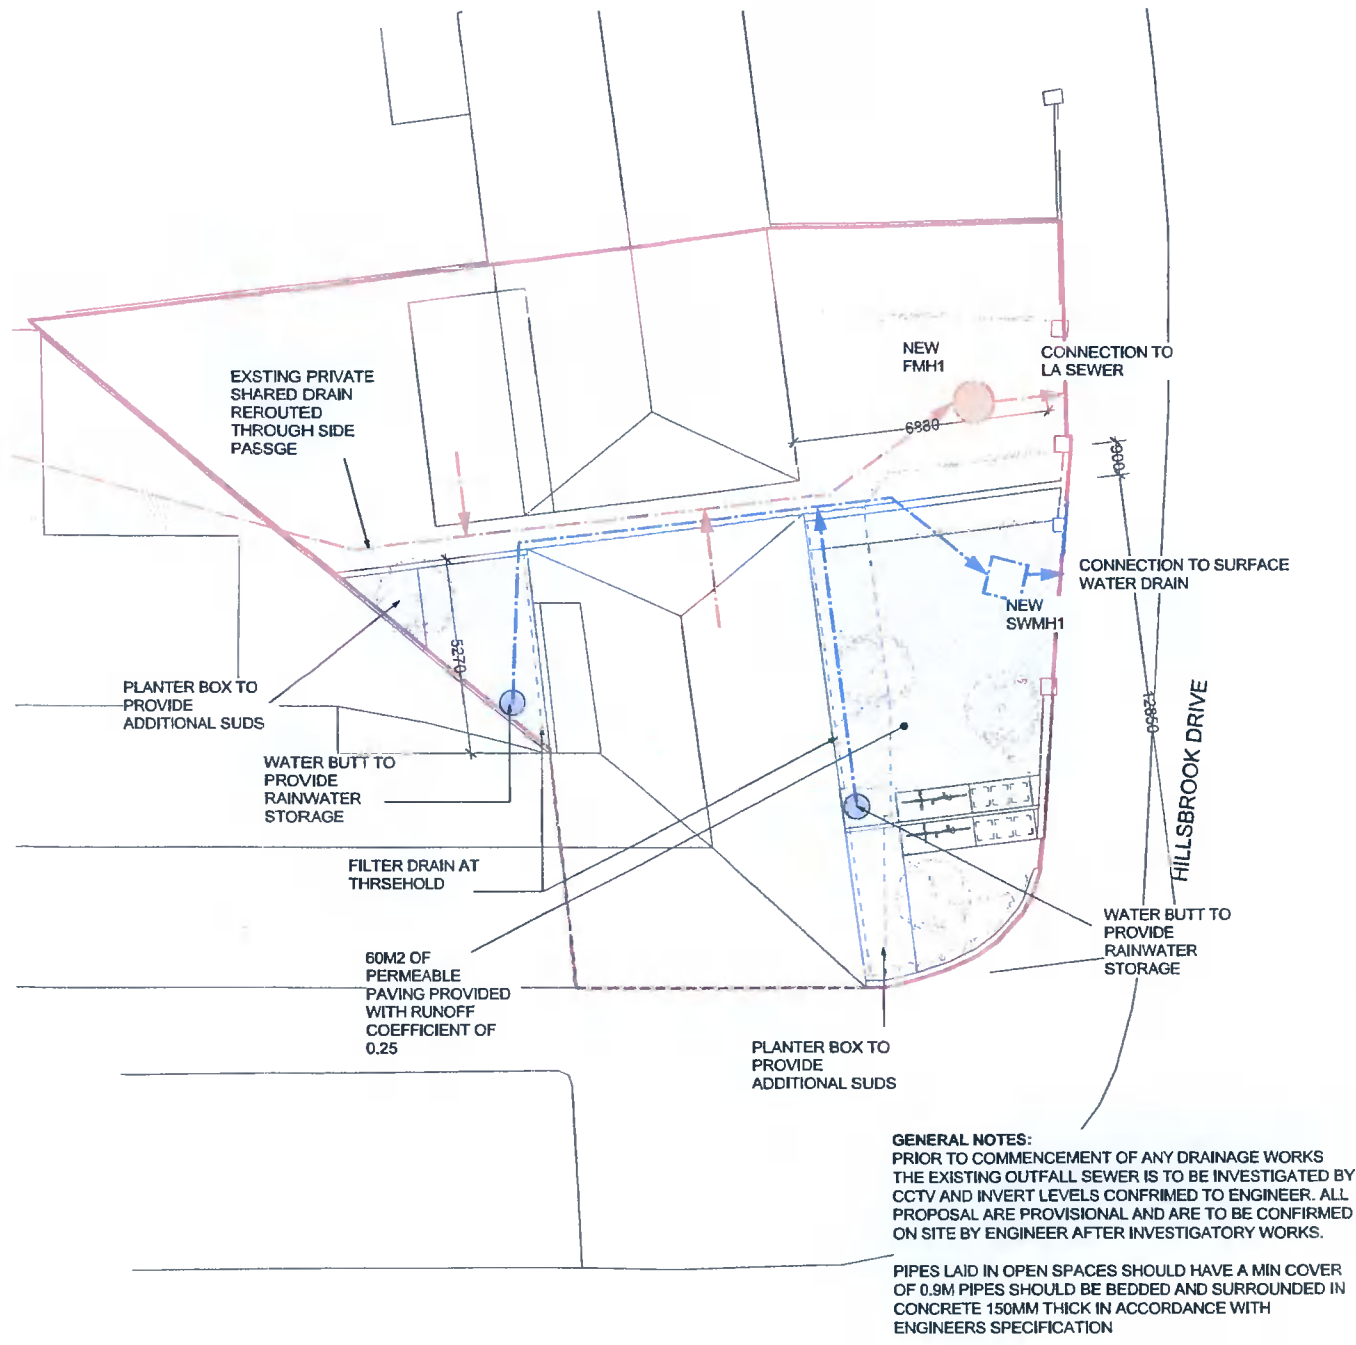 NEW
FMH1
CONNECTION TO
LA SEWER
EXSTING PRIVATE
SHARED DRAIN
REROUTED
THROUGH SIDE
PASSGE
6880
900
CONNECTION TO SURFACE
WATER DRAIN
NEW
SWMH1
5270
PLANTER BOX TO
PROVIDE
ADDITIONAL SUDS
12850
HILLSBROOK DRIVE
WATER BUTT TO
PROVIDE
RAINWATER
STORAGE
FILTER DRAIN AT
THRSEHOLD
WATER BUTT TO
PROVIDE
RAINWATER
STORAGE
60M2 OF
PERMEABLE
PAVING PROVIDED
WITH RUNOFF
COEFFICIENT OF
0.25
PLANTER BOX TO
PROVIDE
ADDITIONAL SUDS
GENERAL NOTES:
PRIOR TO COMMENCEMENT OF ANY DRAINAGE WORKS
THE EXISTING OUTFALL SEWER IS TO BE INVESTIGATED BY
CCTV AND INVERT LEVELS CONFRIMED TO ENGINEER. ALL
PROPOSAL ARE PROVISIONAL AND ARE TO BE CONFIRMED
ON SITE BY ENGINEER AFTER INVESTIGATORY WORKS.
PIPES LAID IN OPEN SPACES SHOULD HAVE A MIN COVER
OF 0.9M PIPES SHOULD BE BEDDED AND SURROUNDED IN
CONCRETE 150MM THICK IN ACCORDANCE WITH
ENGINEERS SPECIFICATION